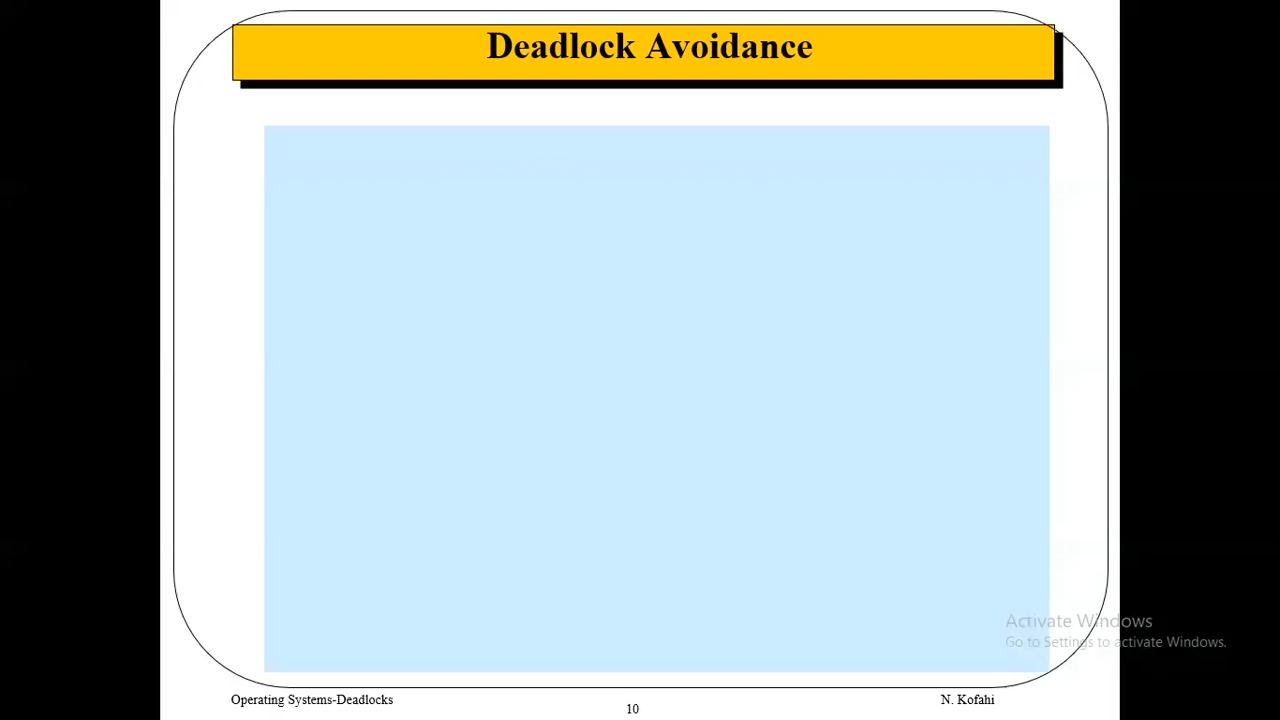 Deadlock Avoidance
Activate Windows
Go to Settings to activate Windows.
Operating Systems-Deadlocks
10
N. Kofahi